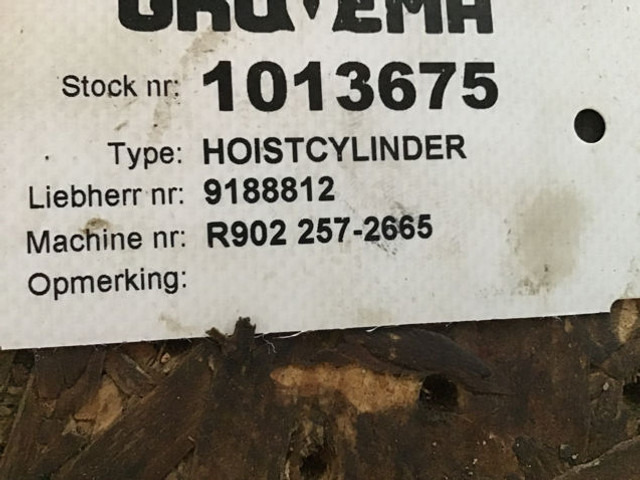 Stock nr: 1013675
Type: HOISTCYLINDER
Liebherr nr: 9188812
Machine nr: R902 257-2665
Opmerking: